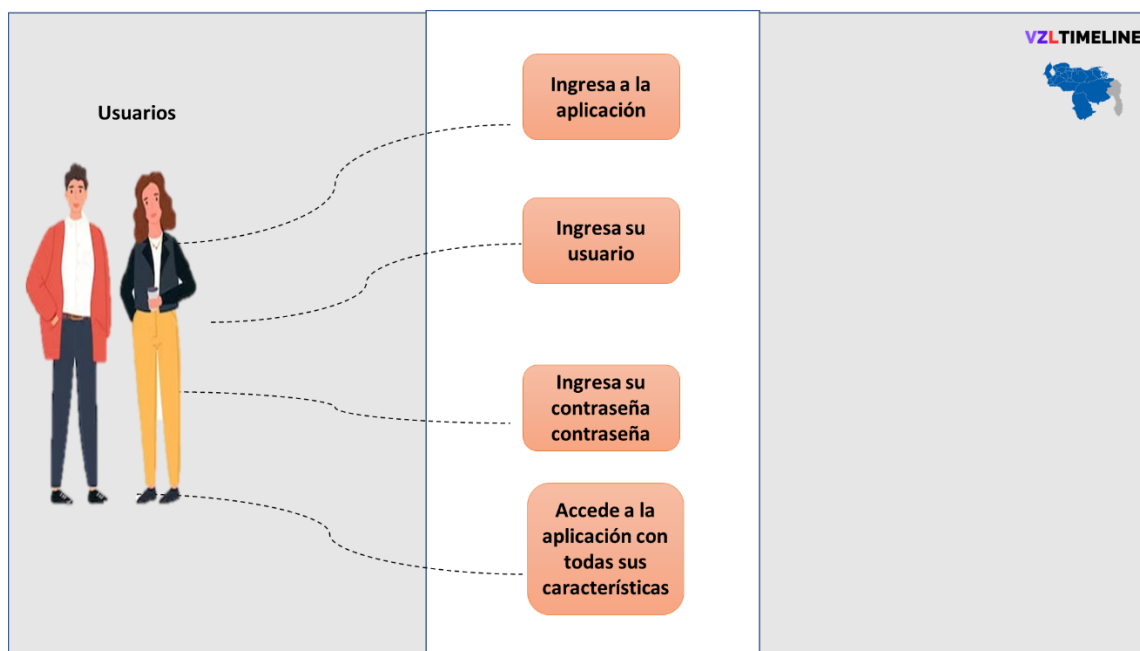 VZLTIMELINE
Usuarios
Ingresa a la
aplicación
Ingresa su
usuario
Ingresa su
contraseña
contraseña
Accede a la
aplicación con
todas sus
características